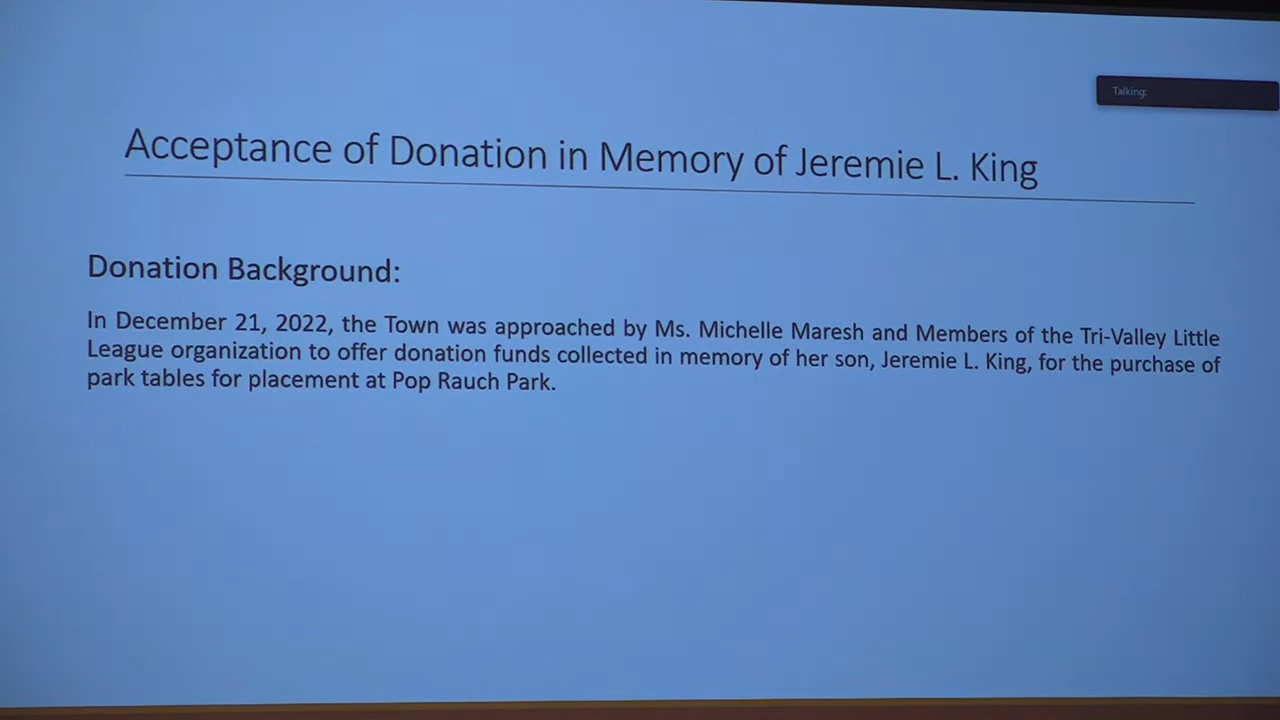 Talking:
Acceptance of Donation in Memory of Jeremie L. King
Donation Background:
In December 21, 2022, the Town was approached by Ms. Michelle Maresh and Members of the Tri-Valley Little
League organization to offer donation funds collected in memory of her son, Jeremie L. King, for the purchase of
park tables for placement at Pop Rauch Park.